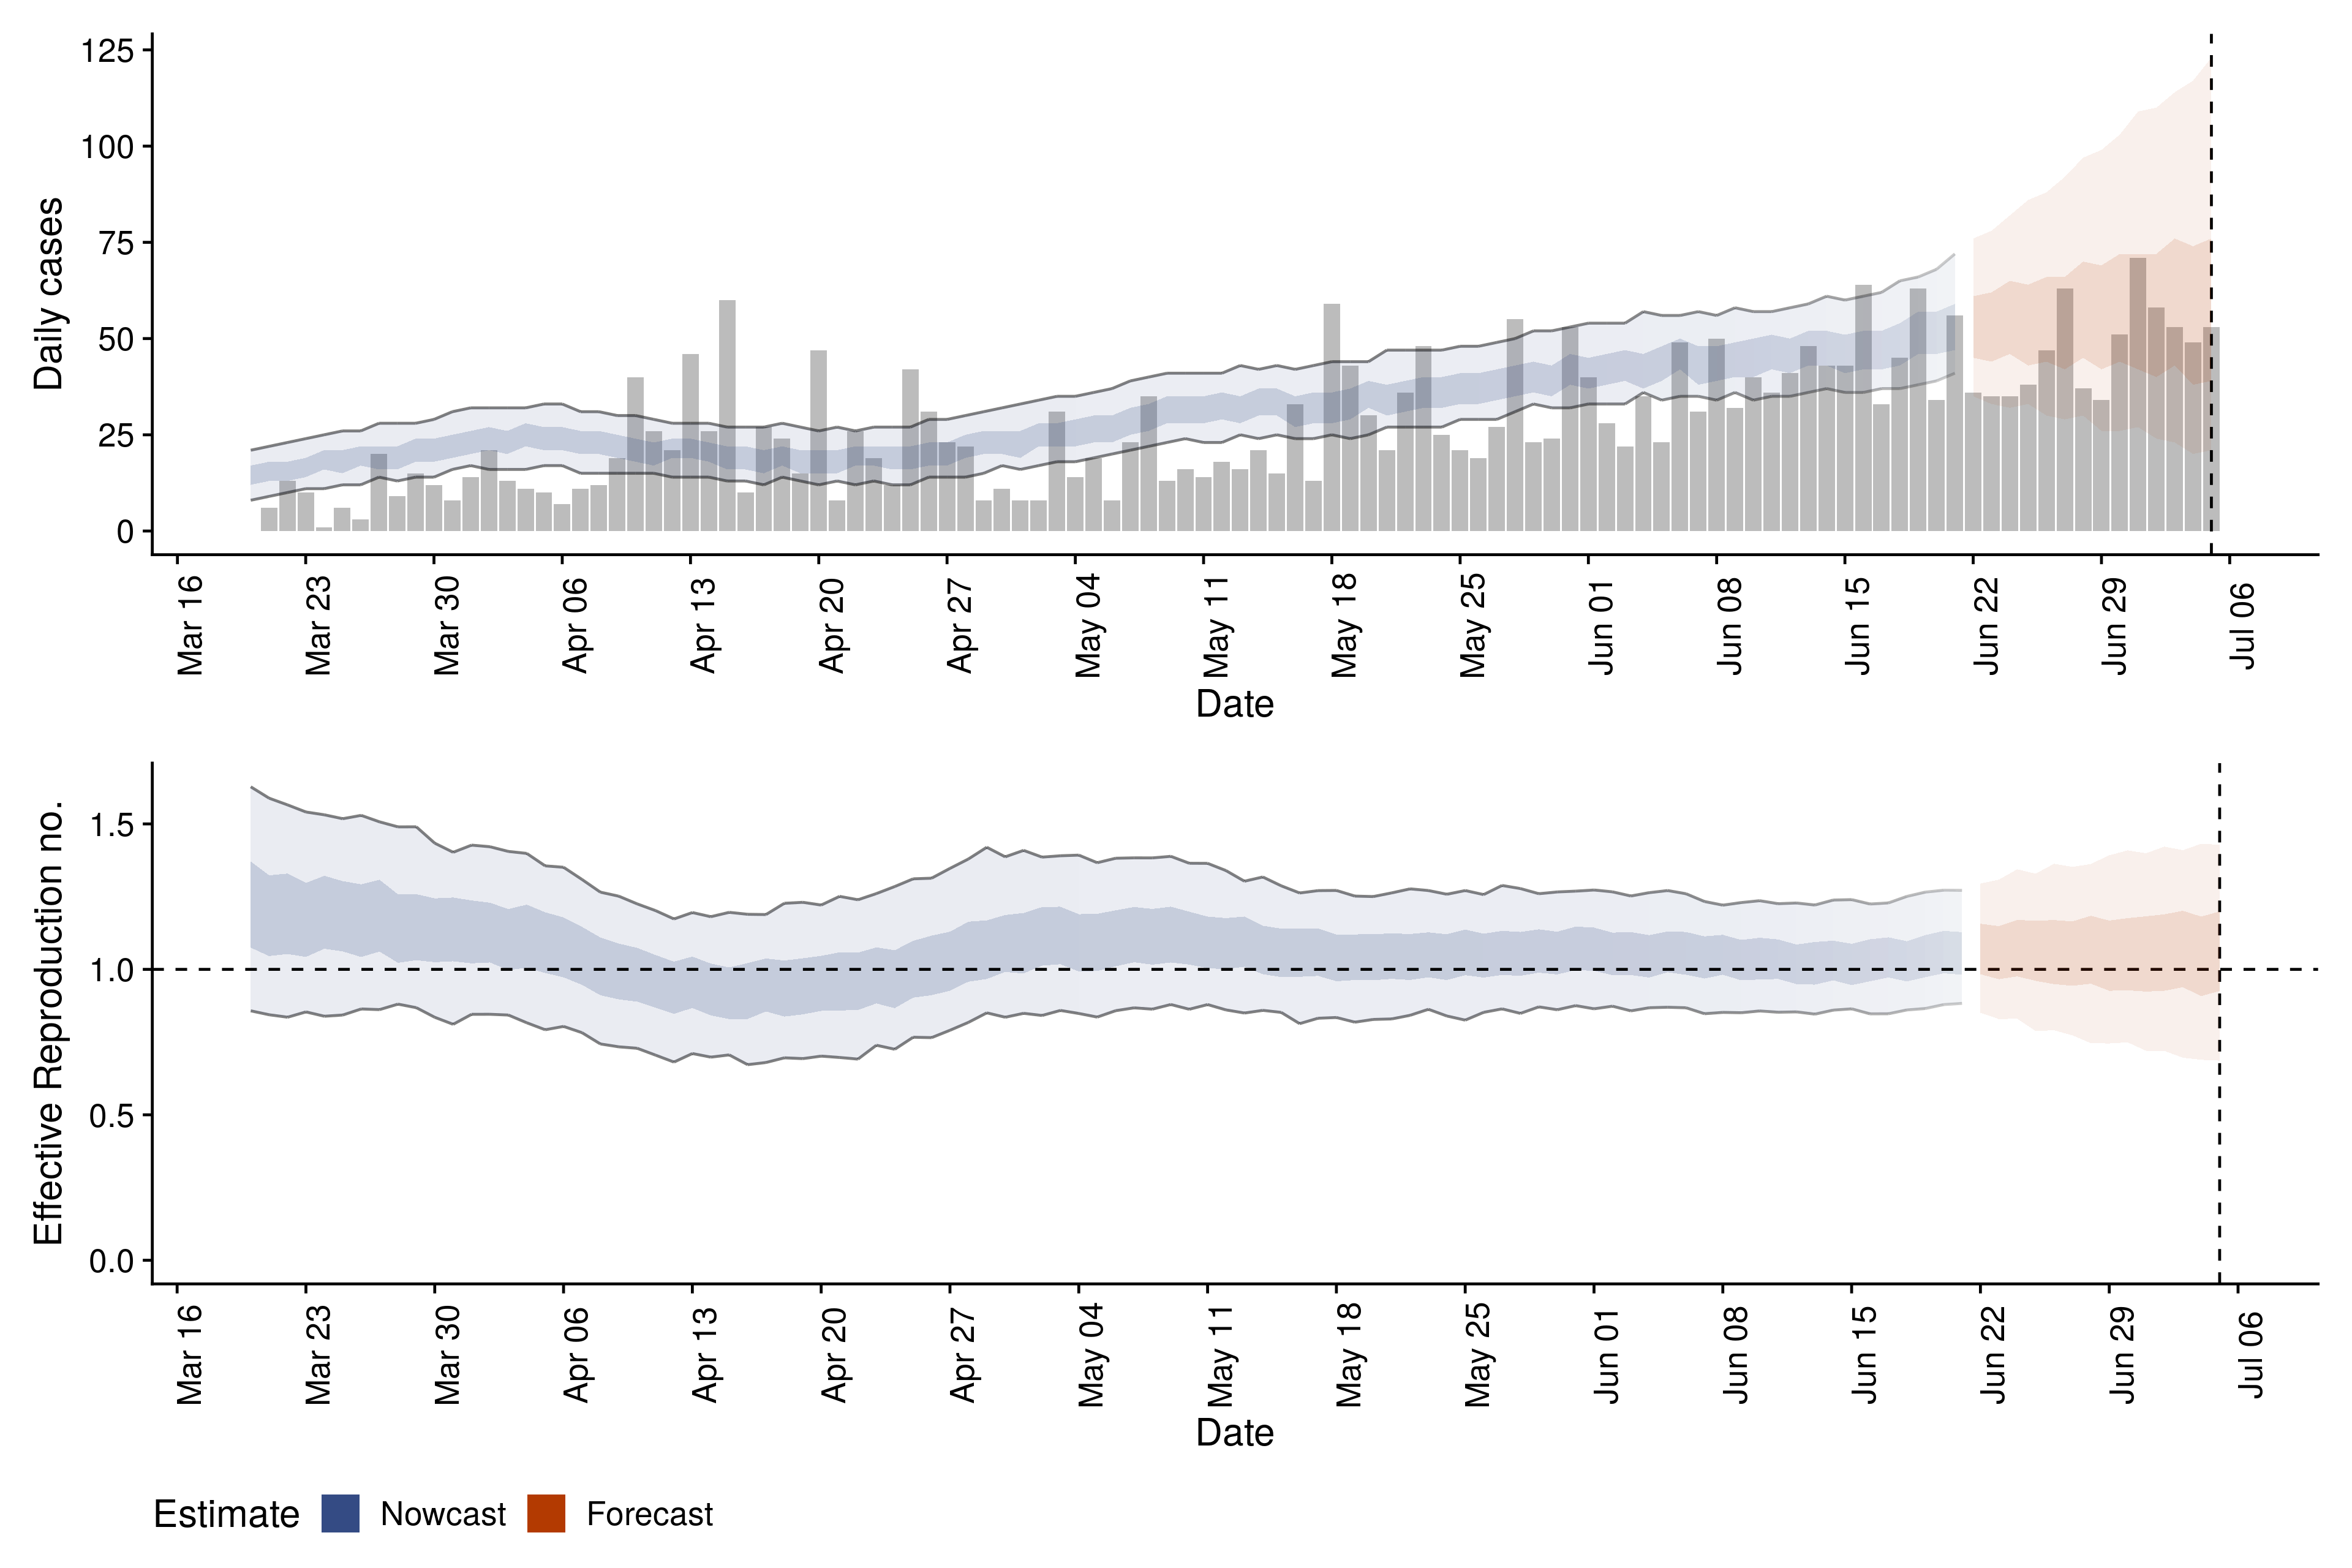 Daily cases
125
100
75
50
25
0
Mar 16
Mar 23
Mar 30
Apr 06
Apr 13
Apr 20
Apr 27
May 04
May 11
May 18
May 25
Jun 01
Jun 08
Jun 15
Jun 22
Jun 29
Jul 06
Date
Effective Reproduction no.
1.5
1.0
0.5
0.0
Mar 16
Mar 23
Mar 30
Apr 06
Apr 13
Apr 20
Apr 27
May 04
May 11
May 18
May 25
Jun 01
Jun 08
Jun 15
Jun 22
Jun 29
Jul 06
Date
Estimate Nowcast Forecast